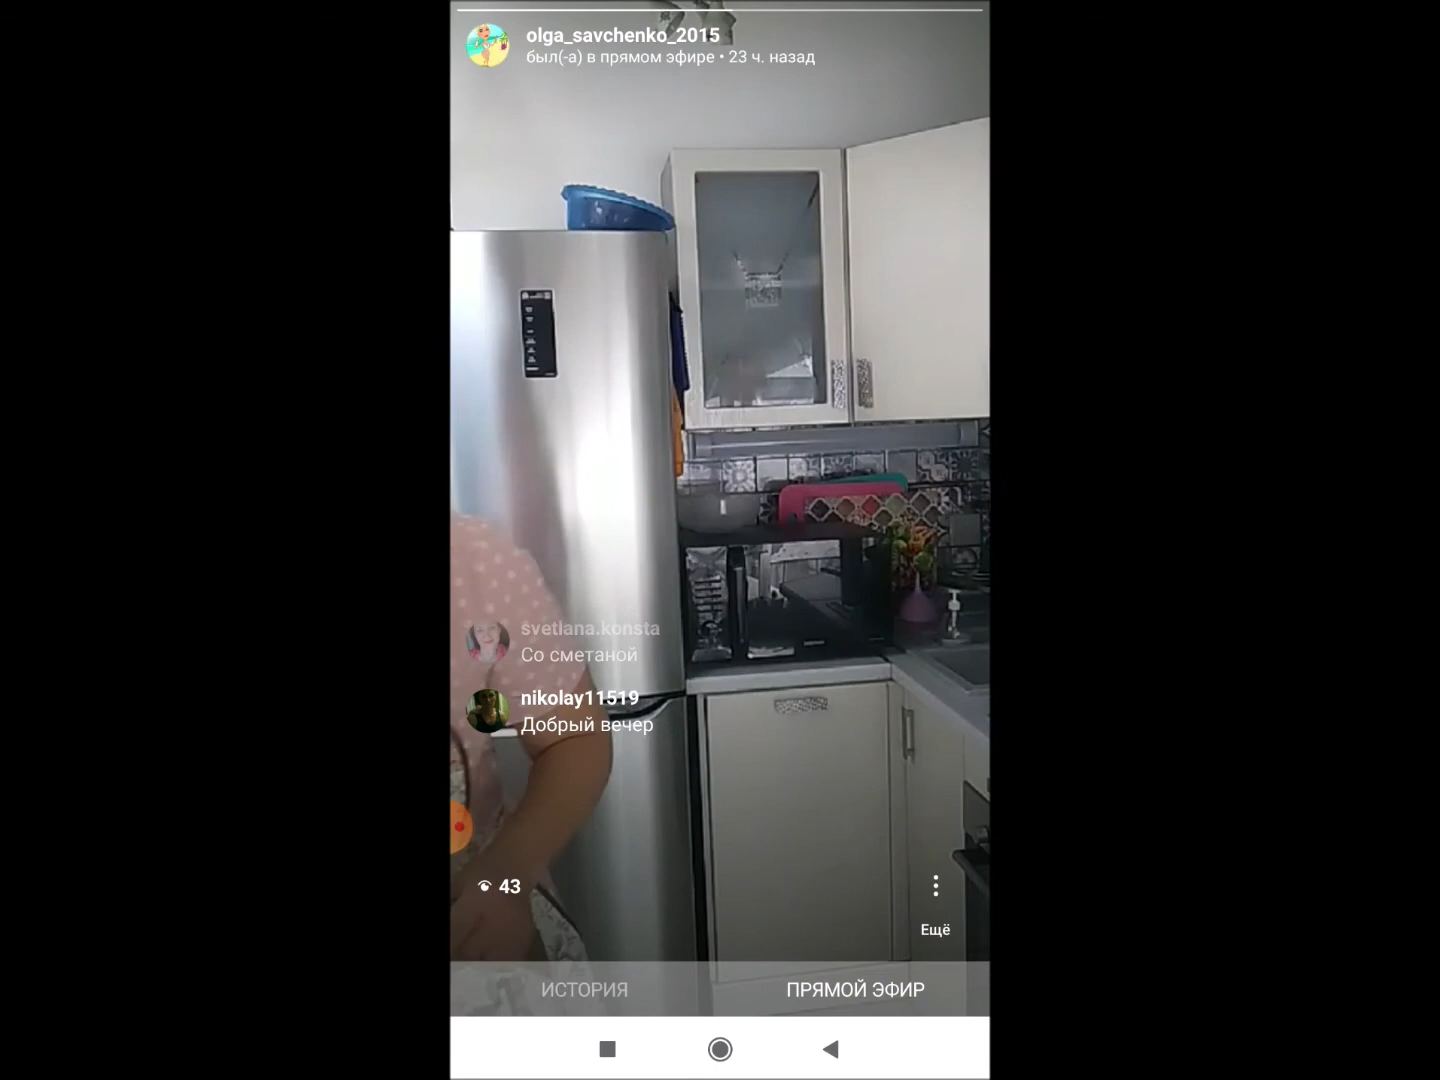 olga_savchenko_2015
был(-а) в прямом эфире • 23 ч. назад
svetlana.konsta
Со сметаной
nikolay11519
Добрый вечер
43
Ещё
ИСТОРИЯ
ПРЯМОЙ ЭФИР